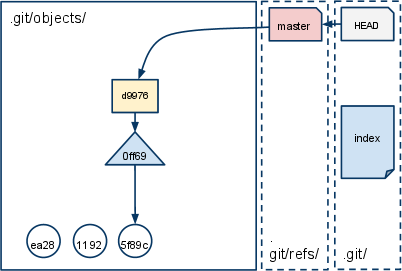 .git/objects/
master
HEAD
d9976
index
0ff69
ea28
1192
5f89c
.
git/refs/
.git/